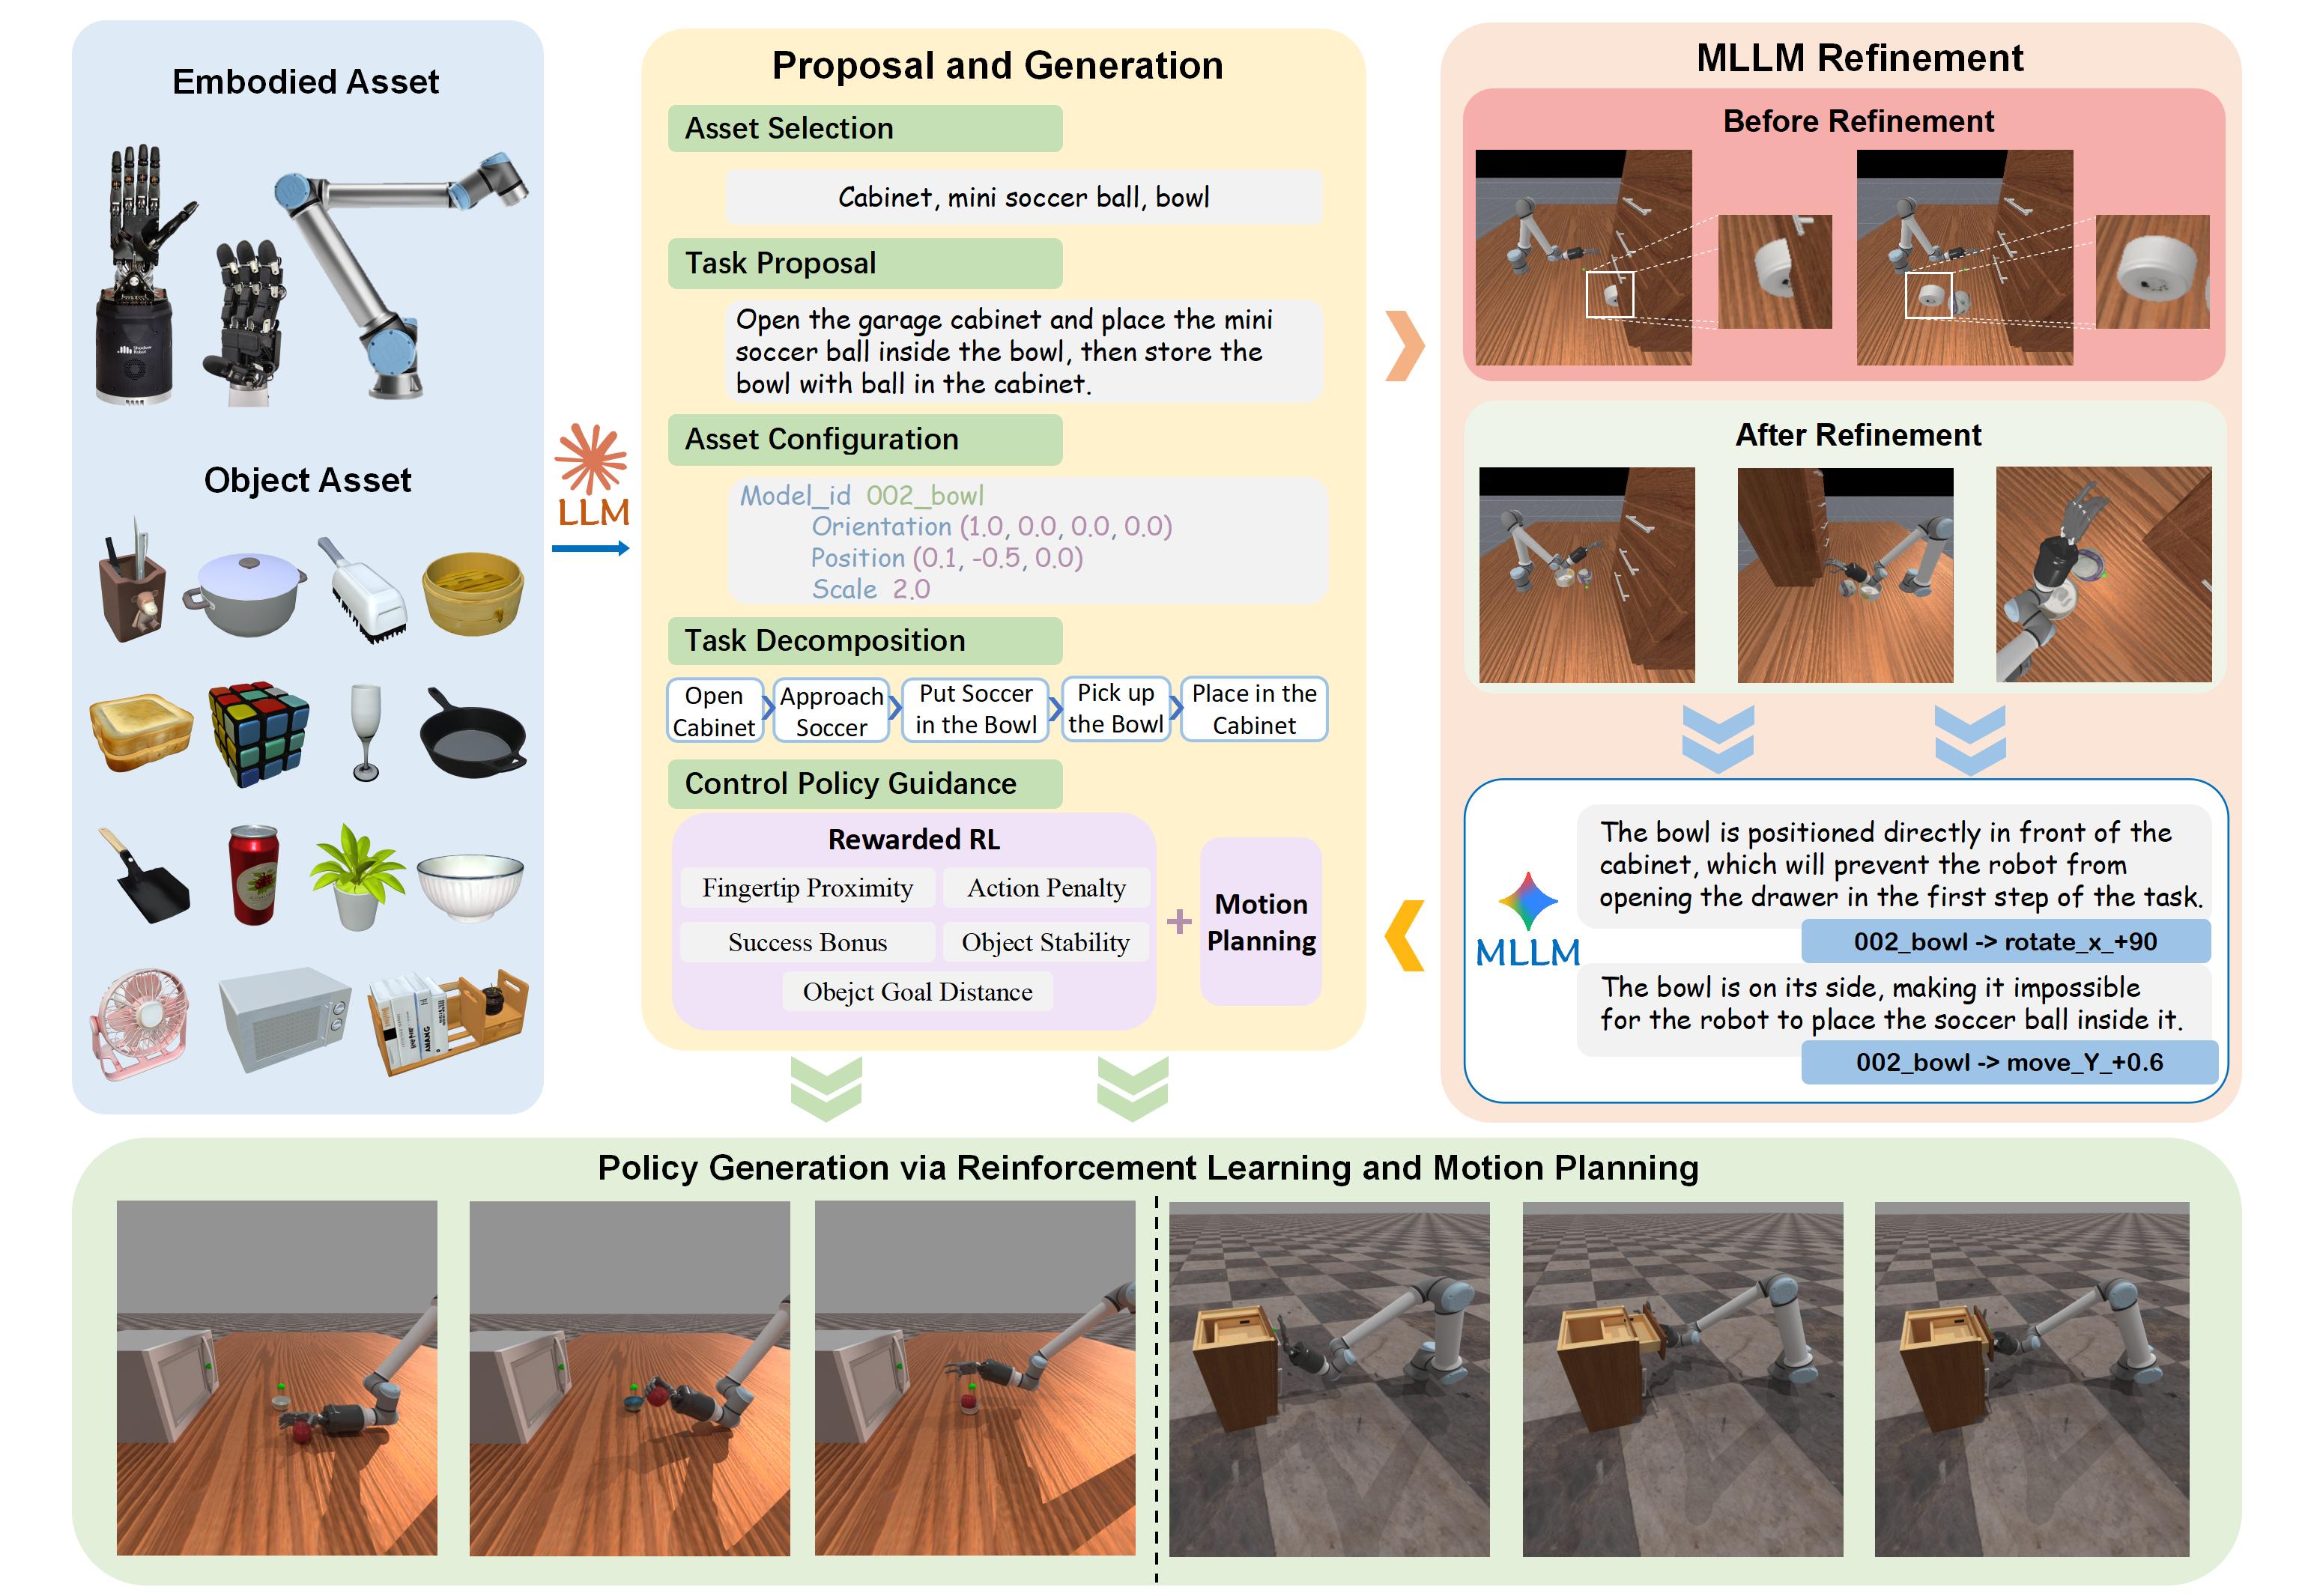 Embodied Asset
Object Asset
LLM
Proposal and Generation
Asset Selection
Cabinet, mini soccer ball, bowl
Task Proposal
Open the garage cabinet and place the mini
soccer ball inside the bowl, then store the
bowl with ball in the cabinet.
Asset Configuration
Model_id 002_bowl
Orientation (1.0, 0.0, 0.0, 0.0)
Position (0.1, -0.5, 0.0)
Scale 2.0
Task Decomposition
Open
Cabinet
Approach
Soccer
Put Soccer
in the Bowl
Pick up
the Bowl
Place in the
Cabinet
Control Policy Guidance
Rewarded RL
Fingertip Proximity
Action Penalty
Success Bonus
Object Stability
Obejct Goal Distance
+
Motion
Planning
MLLM Refinement
Before Refinement
After Refinement
MLLM
The bowl is positioned directly in front of the
cabinet, which will prevent the robot from
opening the drawer in the first step of the task.
002_bowl -> rotate_x_+90
The bowl is on its side, making it impossible
for the robot to place the soccer ball inside it.
002_bowl -> move_Y_+0.6
Policy Generation via Reinforcement Learning and Motion Planning